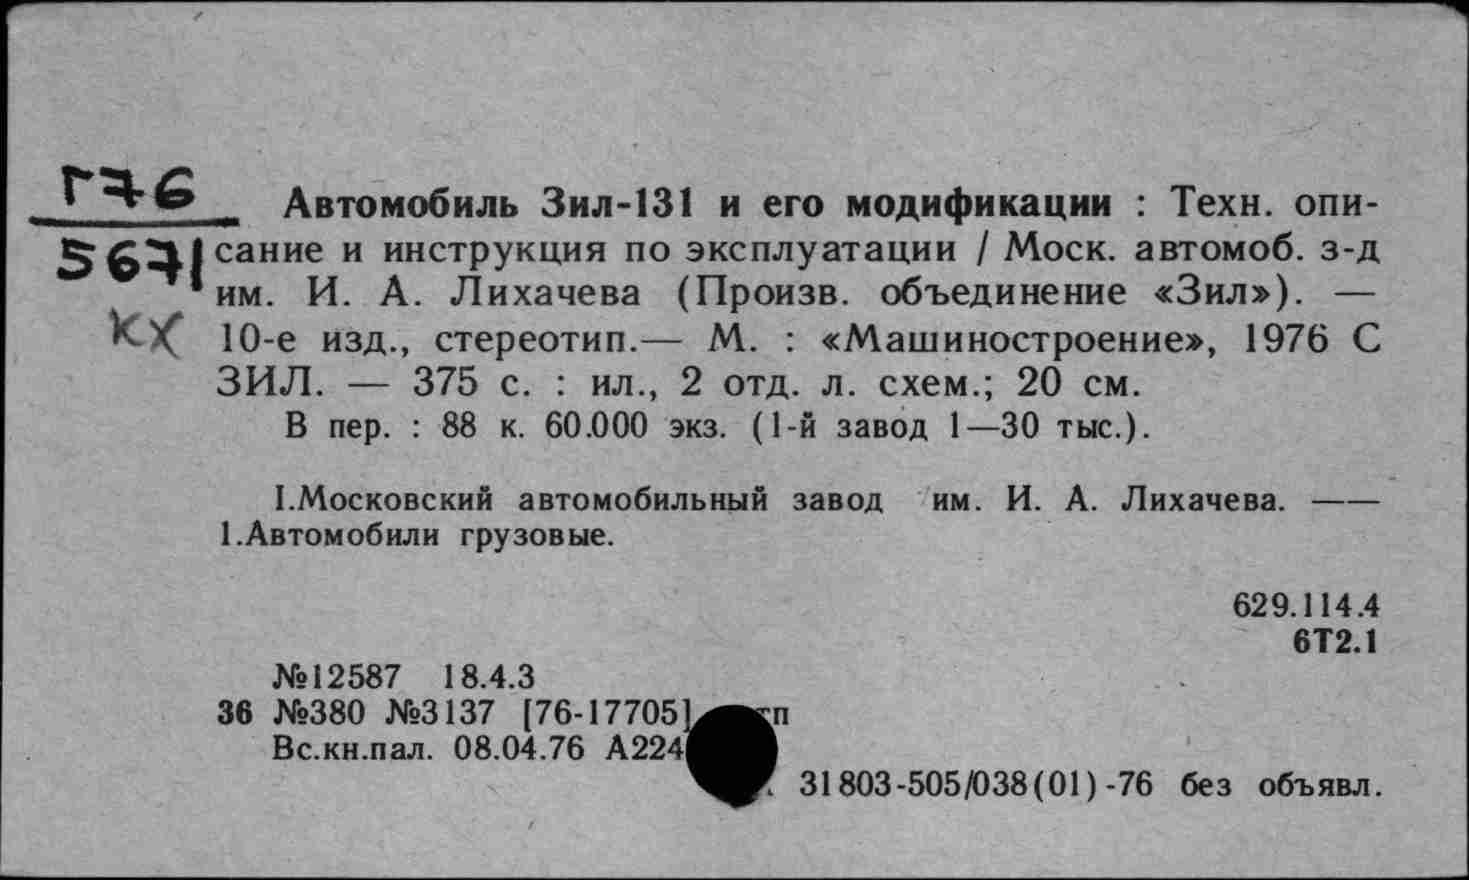 Г76
5671
КХ
Автомобиль Зил-131 и его модификации : Техн. опи-
сание и инструкция по эксплуатации / Моск. автомоб. з-д
им. И. А. Лихачева (Произв. объединение «Зил»). —
10-е изд., стереотип.— М. : «Машиностроение», 1976 С
ЗИЛ. — 375 с. : ил., 2 отд. л. схем.; 20 см.
В пер. : 88 к. 60.000 экз. (1-й завод 1—30 тыс.).
I.Московский автомобильный завод им. И. А. Лихачева. ——
1.Автомобили грузовые.
629.114.4
6Т2.1
№12587 18.4.3
36 №380 №3137 [76-17705] п
Вс.кн.пал. 08.04.76 А224
31803-505/038(01)-76 без объявл.